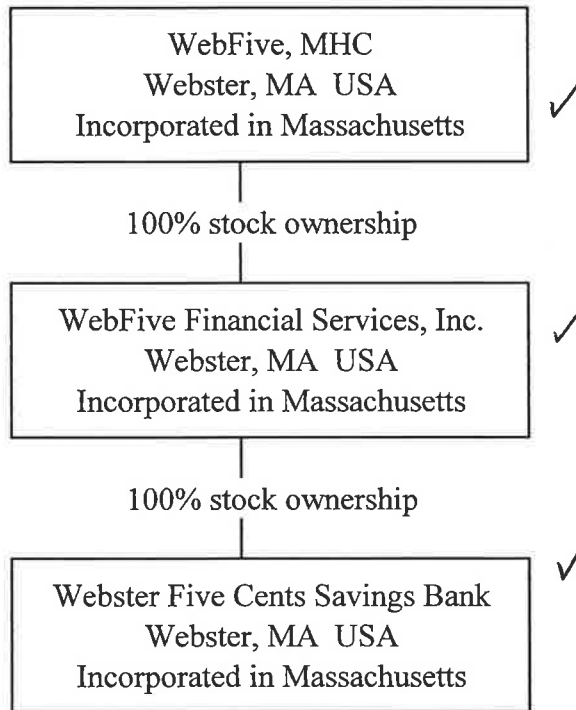 WebFive, MHC
Webster, MA USA
Incorporated in Massachusetts
100% stock ownership
WebFive Financial Services, Inc.
Webster, MA USA
Incorporated in Massachusetts
100% stock ownership
Webster Five Cents Savings Bank
Webster, MA USA
Incorporated in Massachusetts